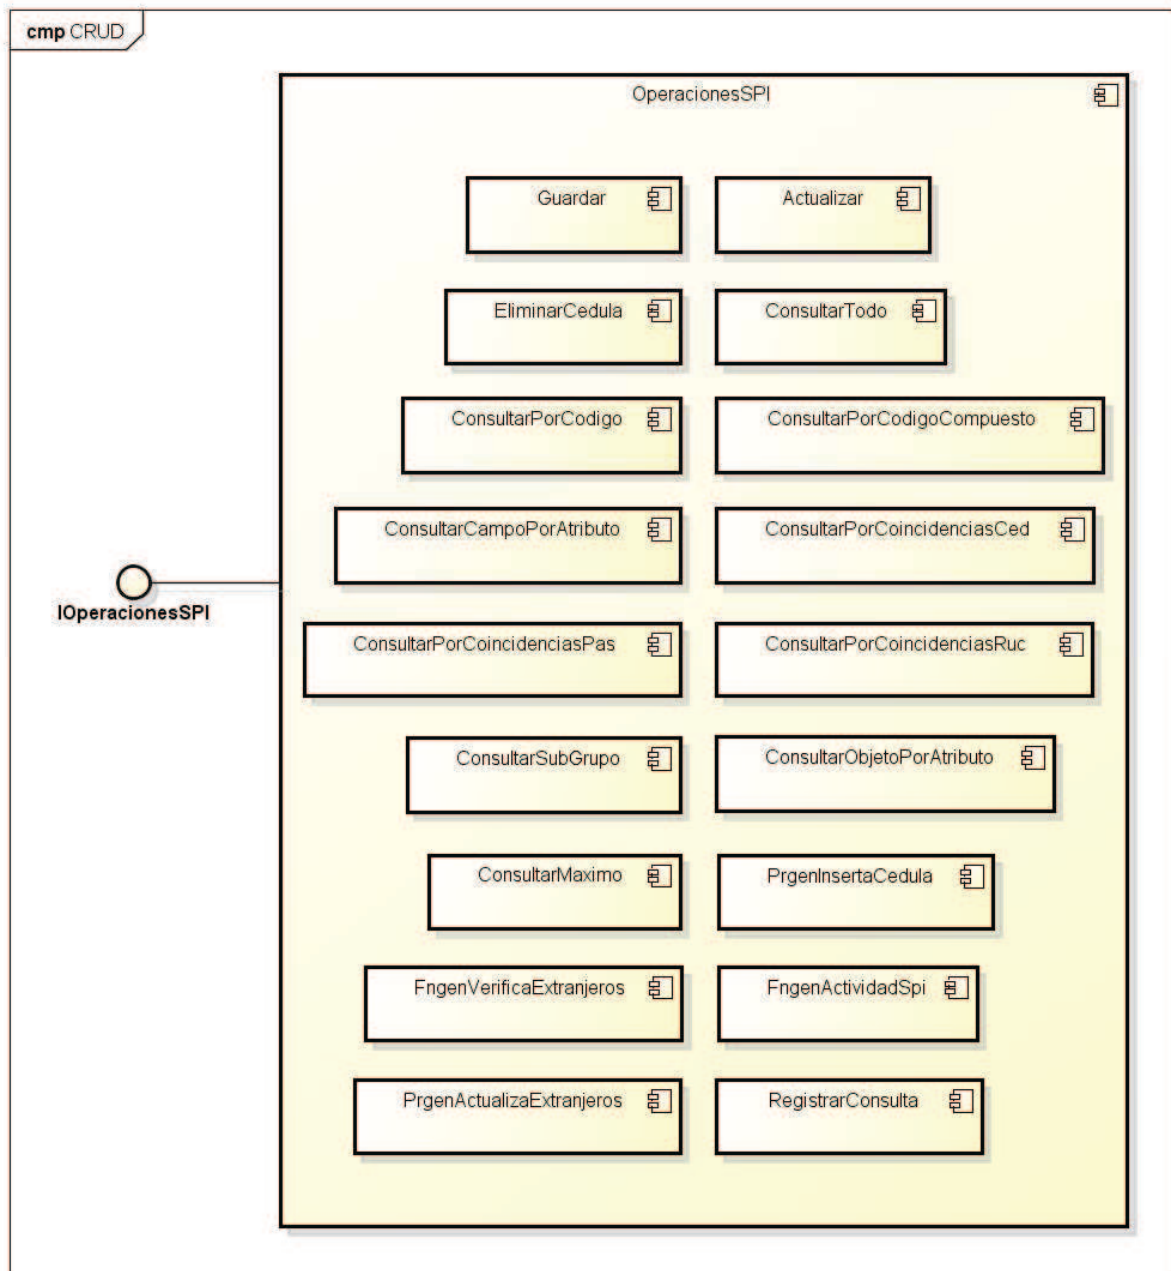 cmp CRUD
OperacionesSPI
Guardar
Actualizar
EliminarCedula
ConsultarTodo
ConsultarPorCodigo
ConsultarPorCodigoCompuesto
ConsultarCampoPorAtributo
ConsultarPorCoincidenciasCed
IOperacionesSPI
ConsultarPorCoincidenciasPas
ConsultarPorCoincidenciasRuc
ConsultarSubGrupo
ConsultarObjetoPorAtributo
ConsultarMaximo
PrgenInsertaCedula
FngenVerificaExtranjeros
FngenActividadSpi
PrgenActualizaExtranjeros
RegistrarConsulta